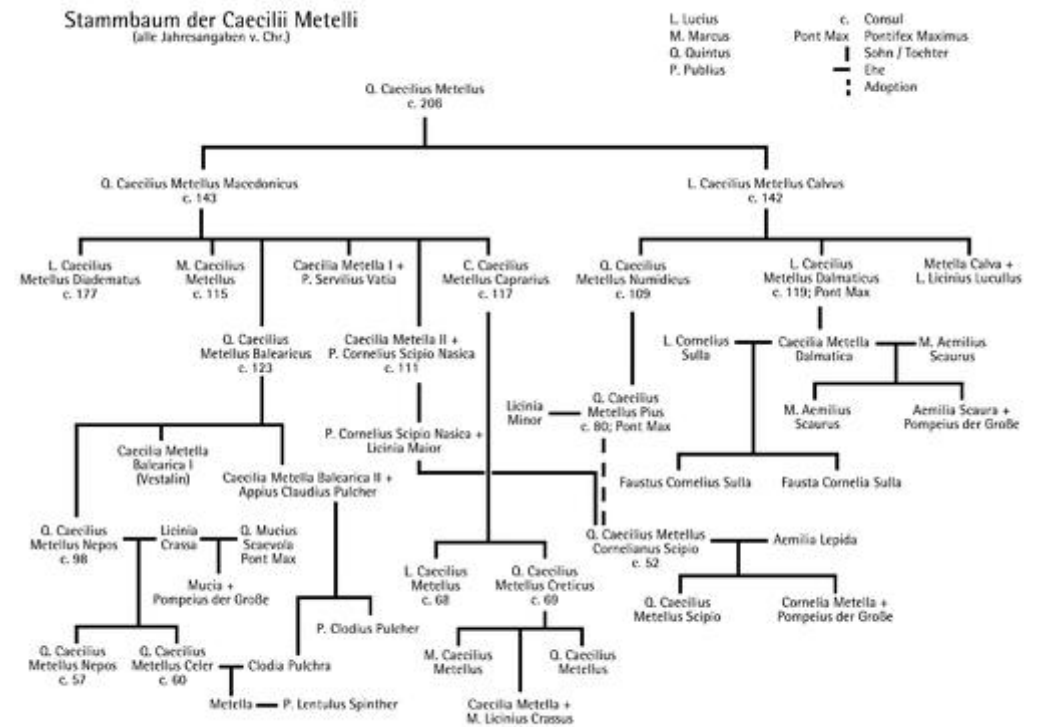 Stammbaum der Caecilii Metelli
(alle Jahresangaben v. Chr.)
L. Lucius
M. Marcus
Q. Quintus
P. Publius
c. Consul
Pont Max Pontifex Maximus
Sohn / Tochter
Ehe
Adoption
Q. Caecilius Metellus
c. 206
Q. Caecilius Metellus Macedonicus
c. 143
L. Caecilius Metellus Calvus
c. 142
L. Caecilius
Metellus Diadematus
c. 177
M. Caecilius
Metellus
c. 115
Caecilia Metella I +
P. Servilius Vatia
C. Caecilius
Metellus Caprarius
c. 117
Q. Caecilius
Metellus Numidicus
c. 109
L. Caecilius
Metellus Dalmaticus
c. 119; Pont Max
Metella Calva +
L. Licinius Lucullus
Q. Caecilius
Metellus Balearicus
c. 123
Caecilia Metella II +
P. Cornelius Scipio Nasica
c. 111
L. Cornelius
Sulla
Caecilia Metella
Dalmatica
M. Aemilius
Scaurus
Licinia
Minor
Q. Caecilius
Metellus Pius
c. 80; Pont Max
M. Aemilius
Scaurus
Aemilia Scaura +
Pompeius der Große
P. Cornelius Scipio Nasica +
Licinia Maior
Caecilia Metella
Balearica I
(Vestalin)
Caecilia Metella Balearica II +
Appius Claudius Pulcher
Faustus Cornelius Sulla
Fausta Cornelia Sulla
Q. Caecilius
Metellus Nepos
c. 98
Licinia
Crassa
Q. Mucius
Scaevola
Pont Max
Q. Caecilius Metellus
Cornelianus Scipio
c. 52
Aemilia Lepida
Mucia +
Pompeius der Große
L. Caecilius
Metellus
c. 68
Q. Caecilius
Metellus Creticus
c. 69
Q. Caecilius
Metellus Scipio
Cornelia Metella +
Pompeius der Große
P. Clodius Pulcher
Q. Caecilius
Metellus Nepos
c. 57
Q. Caecilius
Metellus Celer
c. 60
Clodia Pulchra
M. Caecilius
Metellus
Q. Caecilius
Metellus
Metella
P. Lentulus Spinther
Caecilia Metella +
M. Licinius Crassus